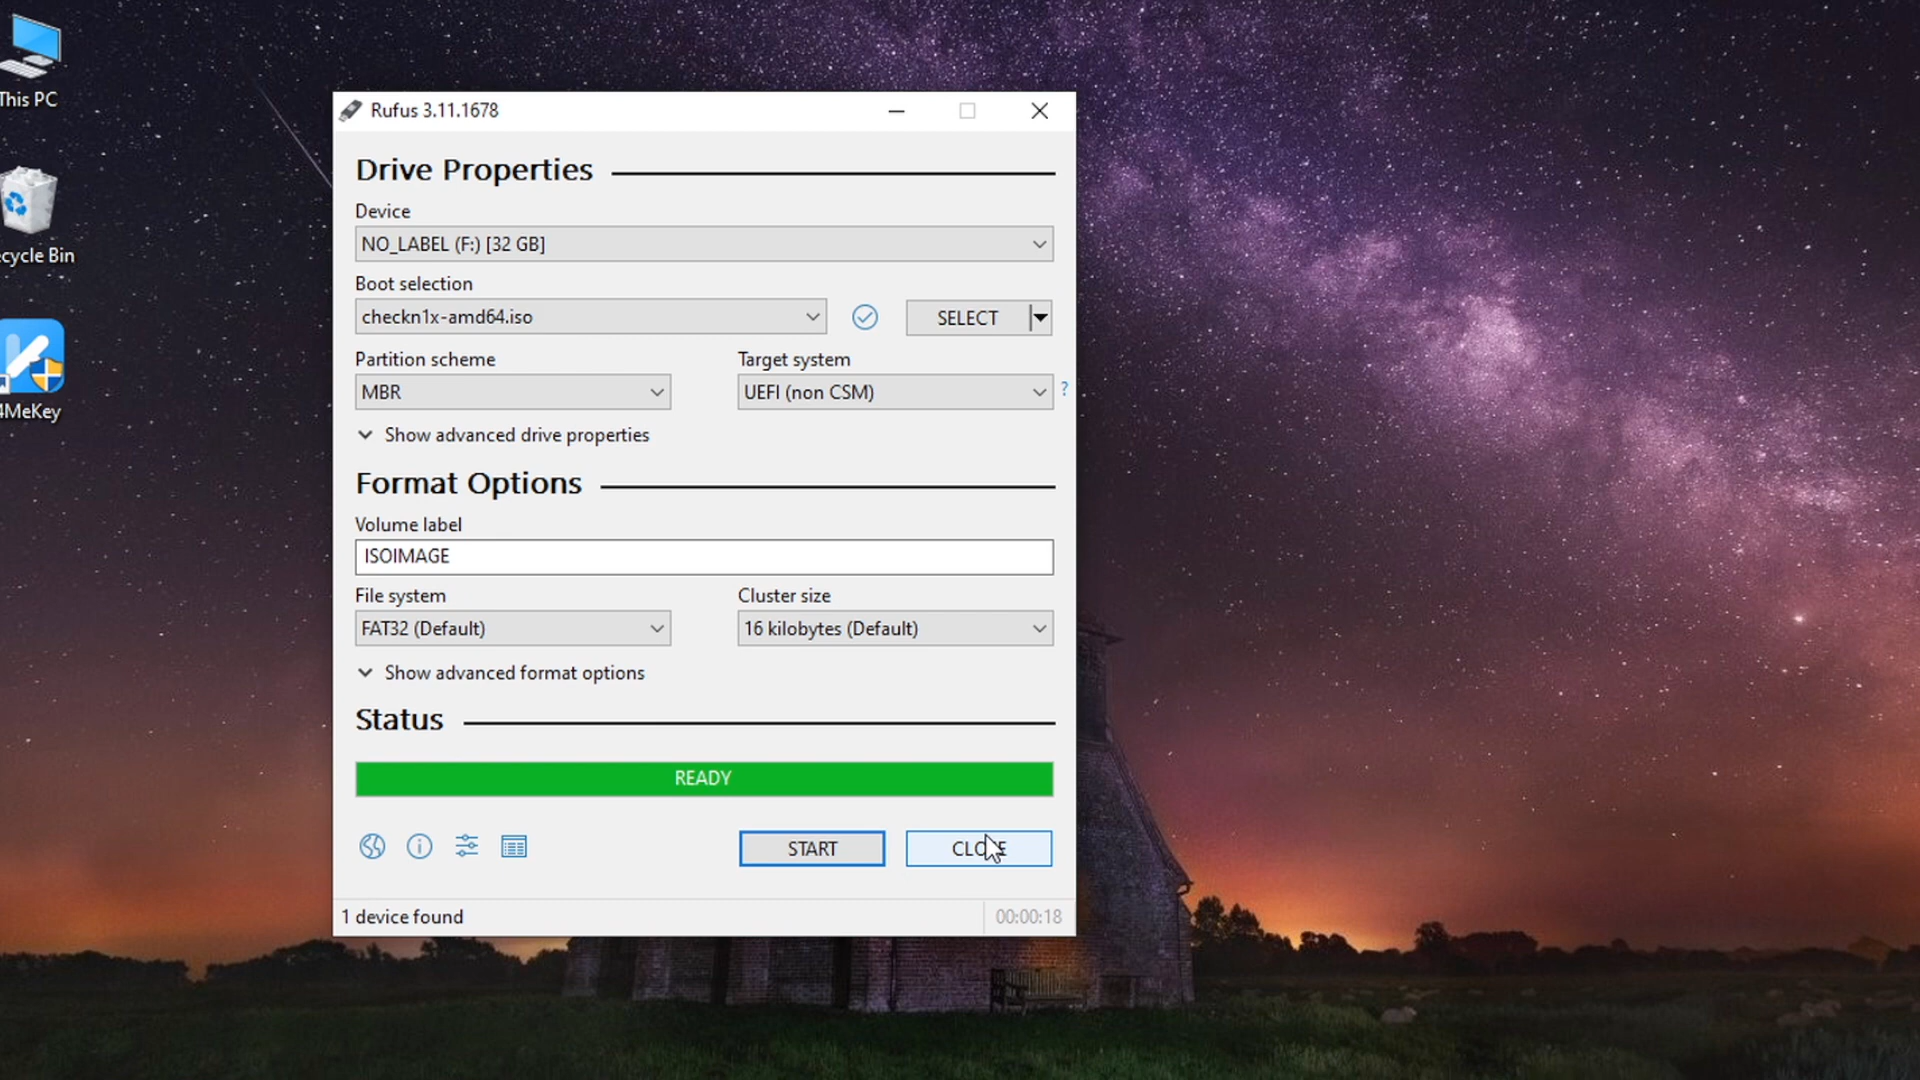 This PC
ecycle Bin
4MeKey
Rufus 3.11.1678
Drive Properties
Device
NO_LABEL (F:) [32 GB]
Boot selection
checkn1x-amd64.iso
SELECT
Partition scheme
Target system
MBR
UEFI (non CSM)
?
Show advanced drive properties
Format Options
Volume label
ISOIMAGE
File system
Cluster size
FAT32 (Default)
16 kilobytes (Default)
Show advanced format options
Status
READY
START
CLOSE
1 device found
00:00:18